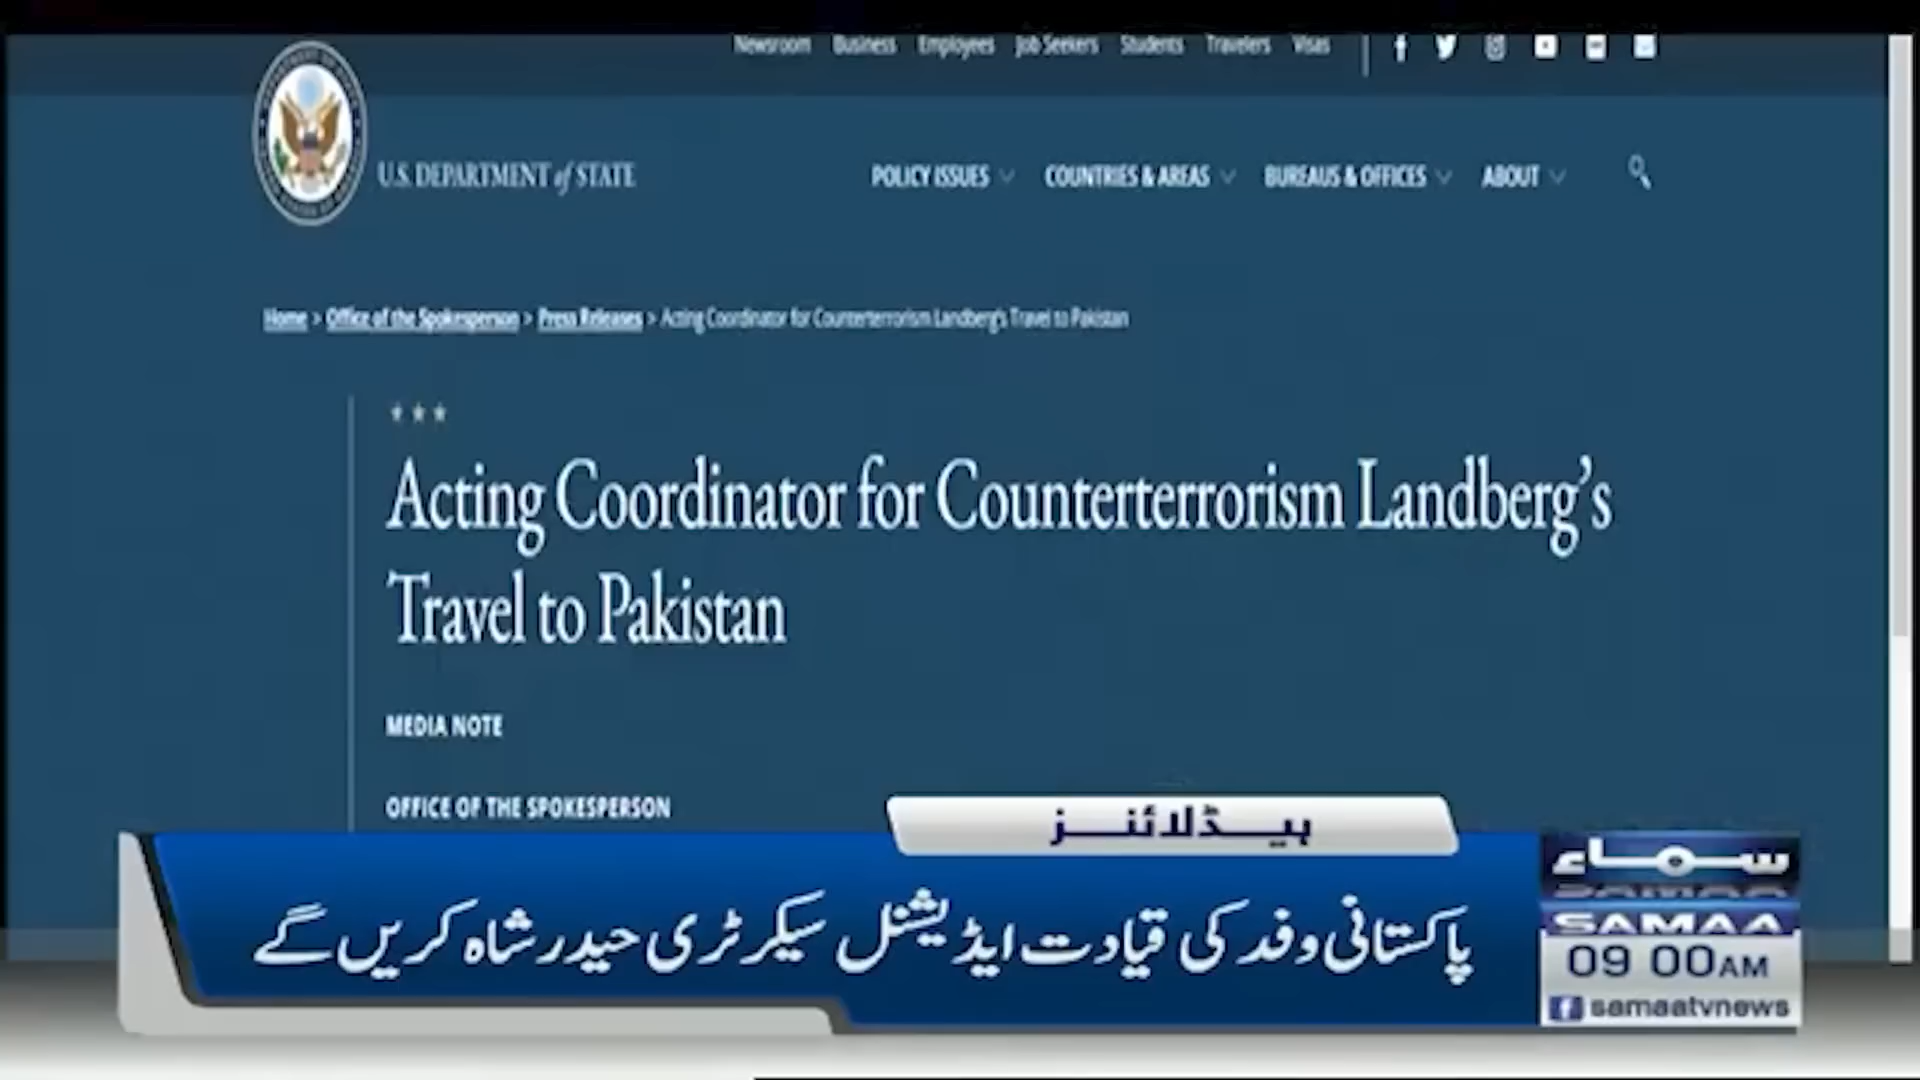 Newsroom Business Employees Job Seekers Students Travelers Visas
U.S. DEPARTMENT of STATE
POLICY ISSUES COUNTRIES & AREAS BUREAUS & OFFICES ABOUT
Home > Office of the Spokesperson > Press Releases > Acting Coordinator for Counterterrorism Landberg's Travel to Pakistan
Acting Coordinator for Counterterrorism Landberg's
Travel to Pakistan
MEDIA NOTE
OFFICE OF THE SPOKESPERSON
ہیڈلائنز
پاکستانی وفد کی قیادت ایڈیشنل سیکرٹری حیدر شاہ کریں گے
سماء
SAMAA
09 00AM
samaatvnews